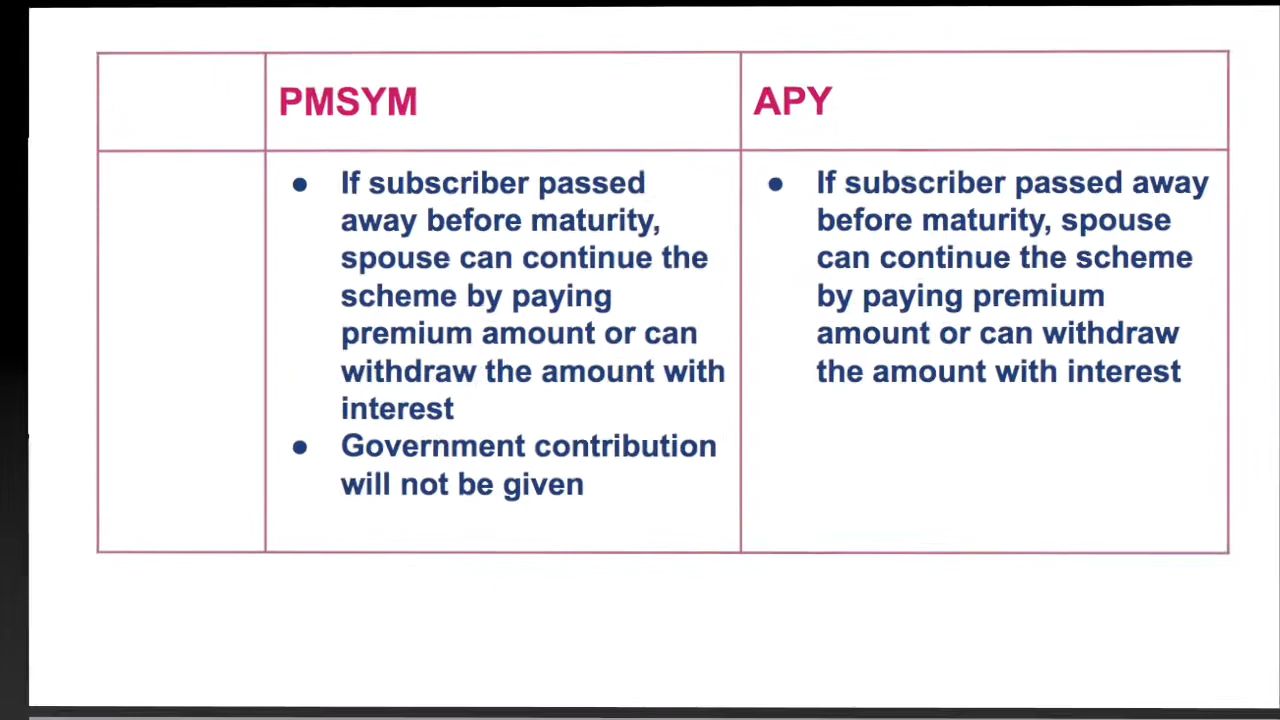 PMSYM
APY
● If subscriber passed
away before maturity,
spouse can continue the
scheme by paying
premium amount or can
withdraw the amount with
interest
● Government contribution
will not be given
● If subscriber passed away
before maturity, spouse
can continue the scheme
by paying premium
amount or can withdraw
the amount with interest